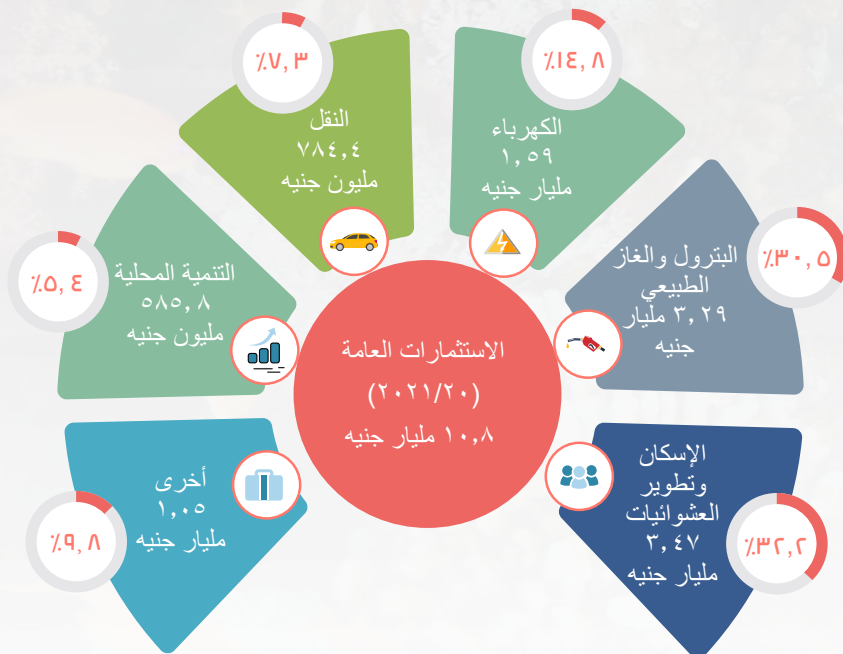 الاستثمارات العامة
(٢٠٢١/٢٠)
١٠,٨ مليار جنيه
الإسكان
وتطوير
العشوائيات
٣,٤٧
مليار جنيه
٪٣٢,٢
البترول والغاز
الطبيعي
٣,٢٩ مليار
جنيه
٪٣٠,٥
٪١٤,٨
الكهرباء
١,٥٩
مليار جنيه
٪٧,٣
النقل
٧٨٤,٤
مليون جنيه
٪٥,٤
التنمية المحلية
٥٨٥,٨
مليون جنيه
أخرى
١,٠٥
مليار جنيه
٪٩,٨